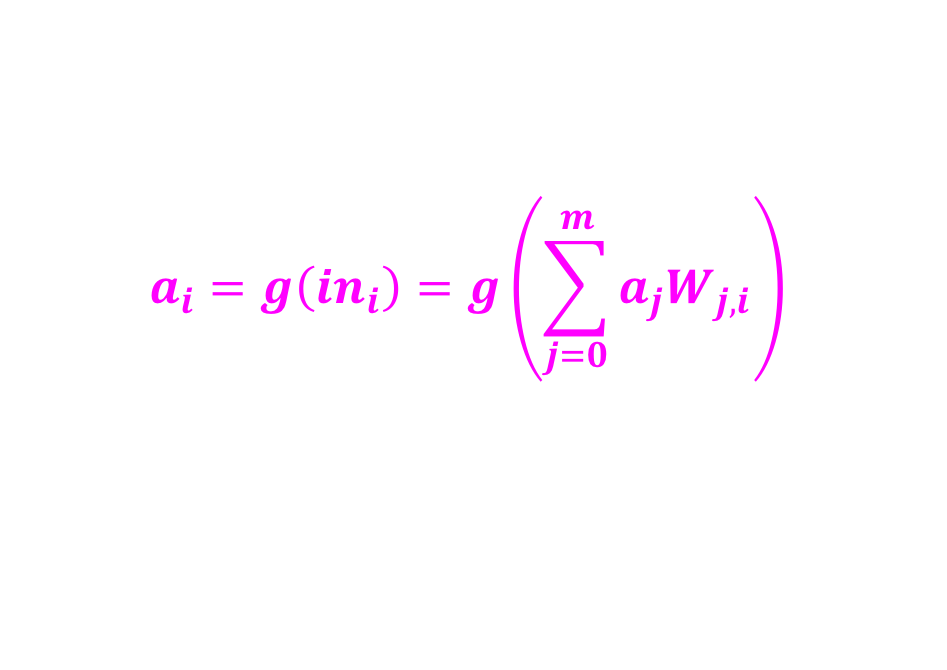 a_i = g(in_i) = g(∑_{j=0}^{m} a_j W_{j,i})